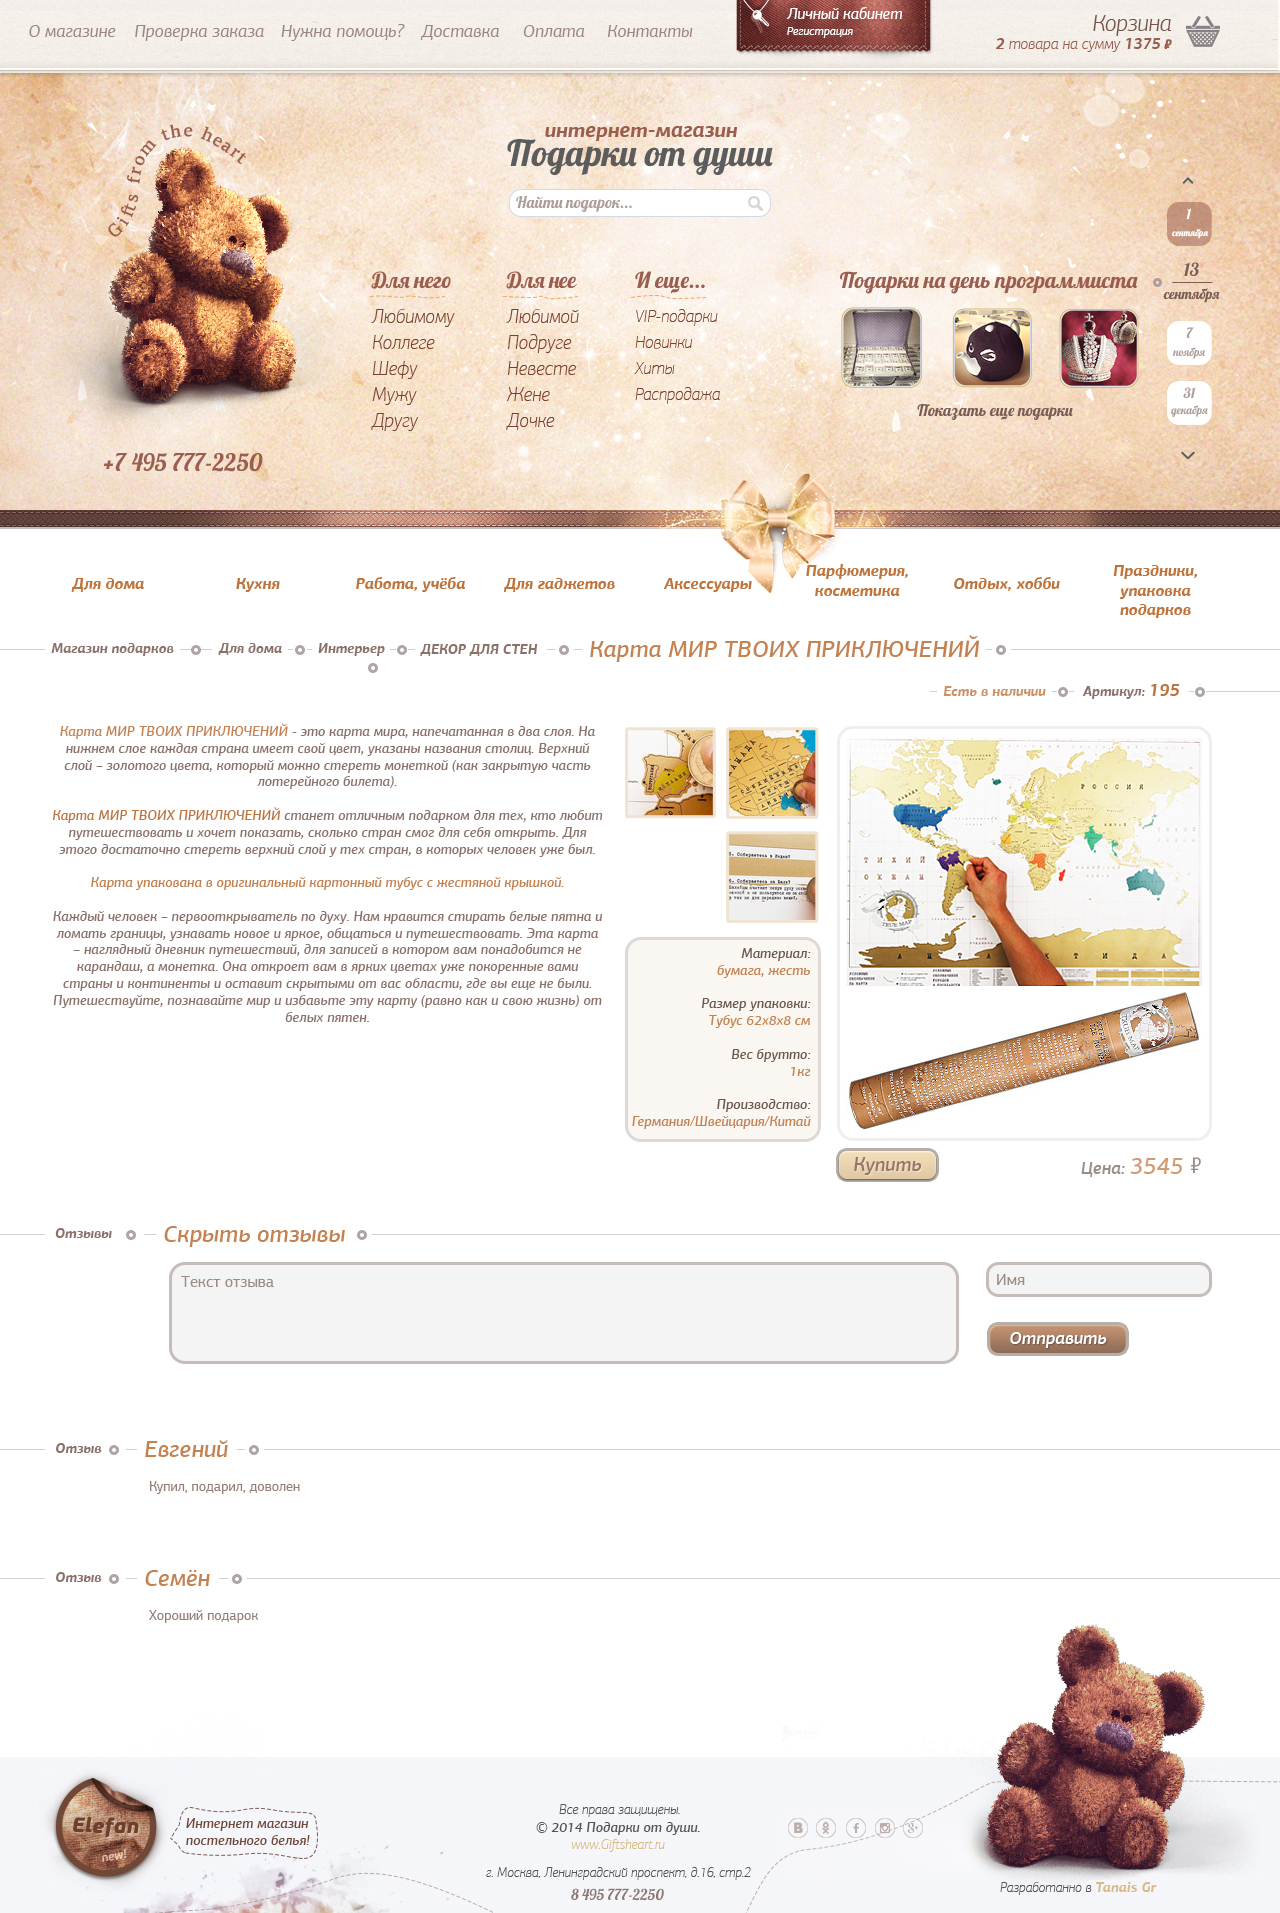 О магазине Проверка заказа Нужна помощь? Доставка Оплата Контакты
Личный кабинет
Регистрация
Корзина
2 товара на сумму 1375 ₽
Gifts from the heart
интернет-магазин
Подарки от души
Найти подарок...
Для него
Любимому
Коллеге
Шефу
Мужу
Другу
Для нее
Любимой
Подруге
Невесте
Жене
Дочке
И еще...
VIP-подарки
Новинки
Хиты
Распродажа
Подарки на день программиста
Показать еще подарки
1
сентября
13
сентября
7
ноября
31
декабря
+7 495 777-2250
Для дома
Кухня
Работа, учёба
Для гаджетов
Аксессуары
Парфюмерия,
косметика
Отдых, хобби
Праздники,
упаковка
подарков
Магазин подарков Для дома Интерьер ДЕКОР ДЛЯ СТЕН Карта МИР ТВОИХ ПРИКЛЮЧЕНИЙ
Есть в наличии Артикул: 195
Карта МИР ТВОИХ ПРИКЛЮЧЕНИЙ - это карта мира, напечатанная в два слоя. На
нижнем слое каждая страна имеет свой цвет, указаны названия столиц. Верхний
слой – золотого цвета, который можно стереть монеткой (как закрытую часть
лотерейного билета).
Карта МИР ТВОИХ ПРИКЛЮЧЕНИЙ станет отличным подарком для тех, кто любит
путешествовать и хочет показать, сколько стран смог для себя открыть. Для
этого достаточно стереть верхний слой у тех стран, в которых человек уже был.
Карта упакована в оригинальный картонный тубус с жестяной крышкой.
Каждый человек – первооткрыватель по духу. Нам нравится стирать белые пятна и
ломать границы, узнавать новое и яркое, общаться и путешествовать. Эта карта
– наглядный дневник путешествий, для записей в котором вам понадобится не
карандаш, а монетка. Она откроет вам в ярких цветах уже покоренные вами
страны и континенты и оставит скрытыми от вас области, где вы еще не были.
Путешествуйте, познавайте мир и избавьте эту карту (равно как и свою жизнь) от
белых пятен.
Материал:
бумага, жесть
Размер упаковки:
Тубус 62х8х8 см
Вес брутто:
1кг
Производство:
Германия/Швейцария/Китай
РОССИЯ
ТИХИЙ
ОКЕАН
TRUE MAP
АНТАРКТИДА
Купить
Цена: 3545 ₽
Отзывы Скрыть отзывы
Текст отзыва
Имя
Отправить
Отзыв Евгений
Купил, подарил, доволен
Отзыв Семён
Хороший подарок
Elefan
new!
Интернет магазин
постельного белья!
Все права защищены.
© 2014 Подарки от души.
www.Giftsheart.ru
г. Москва, Ленинградский проспект, д.16, стр.2
8 495 777-2250
Разработанно в Tanais Gr